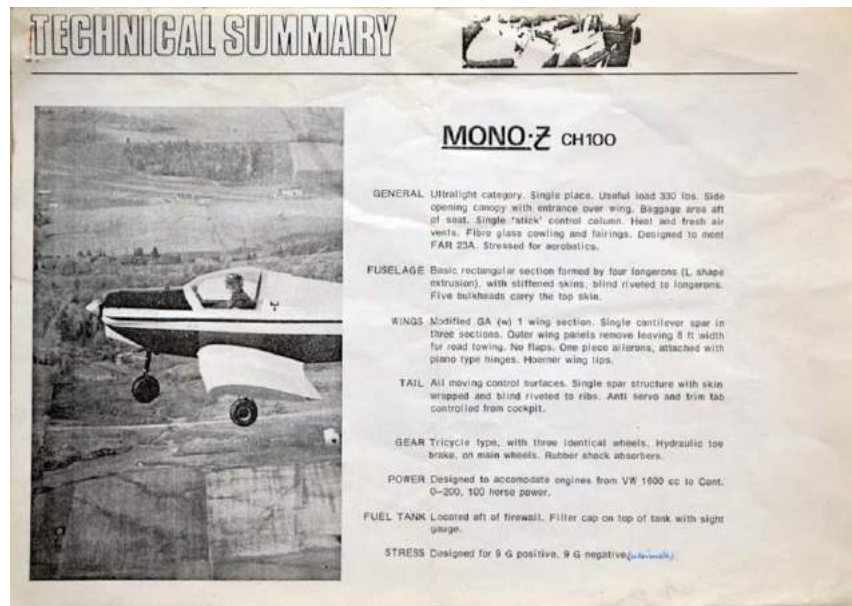 TECHNICAL SUMMARY
MONO·Z CH100
GENERAL Ultralight category. Single place. Useful load 330 lbs. Side
opening canopy with entrance over wing. Baggage area aft
of seat. Single 'stick' control column. Heat and fresh air
vents. Fibre glass cowling and fairings. Designed to meet
FAR 23A. Stressed for acrobatics.
FUSELAGE Basic rectangular section formed by four longerons (L shape
extrusion), with stiffened skins, blind riveted to longerons.
Five bulkheads carry the top skin.
WINGS Modified GA (w) 1 wing section. Single cantilever spar in
three sections. Outer wing panels remove leaving 8 ft width
for road towing. No flaps. One piece ailerons, attached with
piano type hinges. Hoerner wing tips.
TAIL All moving control surfaces. Single spar structure with skin
wrapped and blind riveted to ribs. Anti servo and trim tab
controlled from cockpit.
GEAR Tricycle type, with three identical wheels. Hydraulic toe
brake, on main wheels. Rubber shock absorbers.
POWER Designed to accomodate engines from VW 1600 cc to Cont.
0–200, 100 horse power.
FUEL TANK Located aft of firewall. Filler cap on top of tank with sight
gauge.
STRESS Designed for 9 G positive, 9 G negative (ultimate)